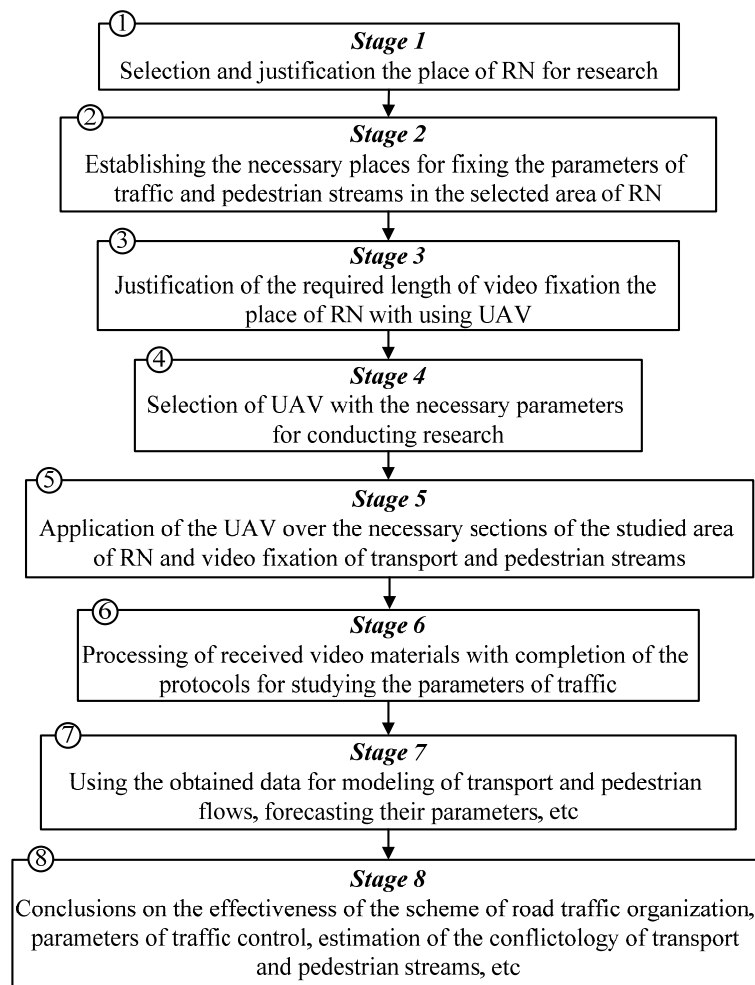 1
Stage 1
Selection and justification the place of RN for research
2
Stage 2
Establishing the necessary places for fixing the parameters of
traffic and pedestrian streams in the selected area of RN
3
Stage 3
Justification of the required length of video fixation the
place of RN with using UAV
4
Stage 4
Selection of UAV with the necessary parameters
for conducting research
5
Stage 5
Application of the UAV over the necessary sections of the studied area
of RN and video fixation of transport and pedestrian streams
6
Stage 6
Processing of received video materials with completion of the
protocols for studying the parameters of traffic
7
Stage 7
Using the obtained data for modeling of transport and pedestrian
flows, forecasting their parameters, etc
8
Stage 8
Conclusions on the effectiveness of the scheme of road traffic organization,
parameters of traffic control, estimation of the conflictology of transport
and pedestrian streams, etc